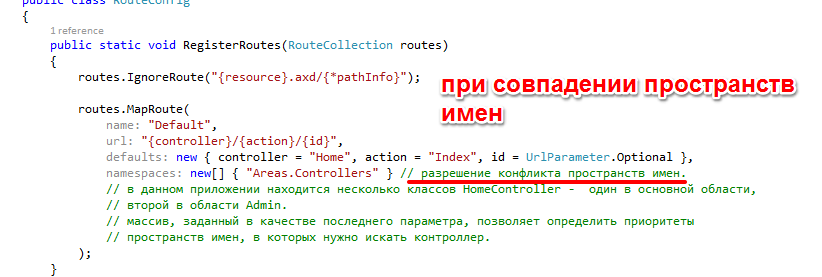 public class RouteConfig
{
1 reference
public static void RegisterRoutes(RouteCollection routes)
{
routes.IgnoreRoute("{resource}.axd/{*pathInfo}");
при совпадении пространств
имен
routes.MapRoute(
name: "Default",
url: "{controller}/{action}/{id}",
defaults: new { controller = "Home", action = "Index", id = UrlParameter.Optional },
namespaces: new[] { "Areas.Controllers" } // разрешение конфликта пространств имен.
// в данном приложении находится несколько классов HomeController - один в основной области,
// второй в области Admin.
// массив, заданный в качестве последнего параметра, позволяет определить приоритеты
// пространств имен, в которых нужно искать контроллер.
);
}